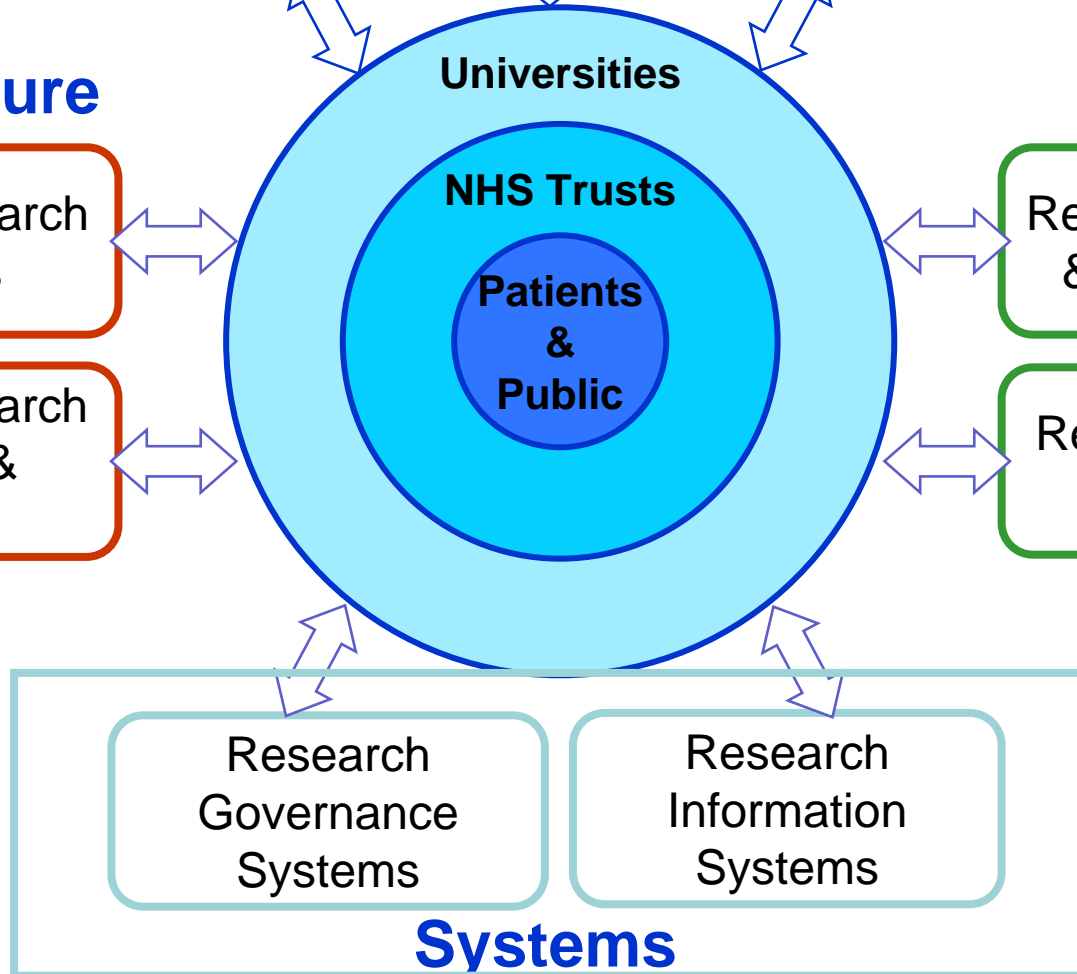 Universities
ure
NHS Trusts
arch
Re
&
Patients
&
Public
arch
&
Re
Research
Governance
Systems
Research
Information
Systems
Systems